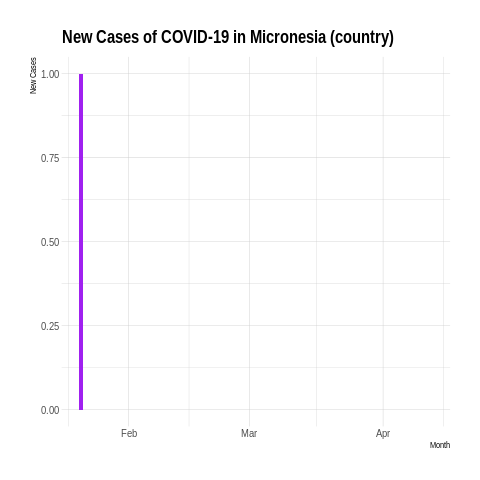 New Cases of COVID-19 in Micronesia (country)
New Cases
1.00
0.75
0.50
0.25
0.00
Feb Mar Apr
Month